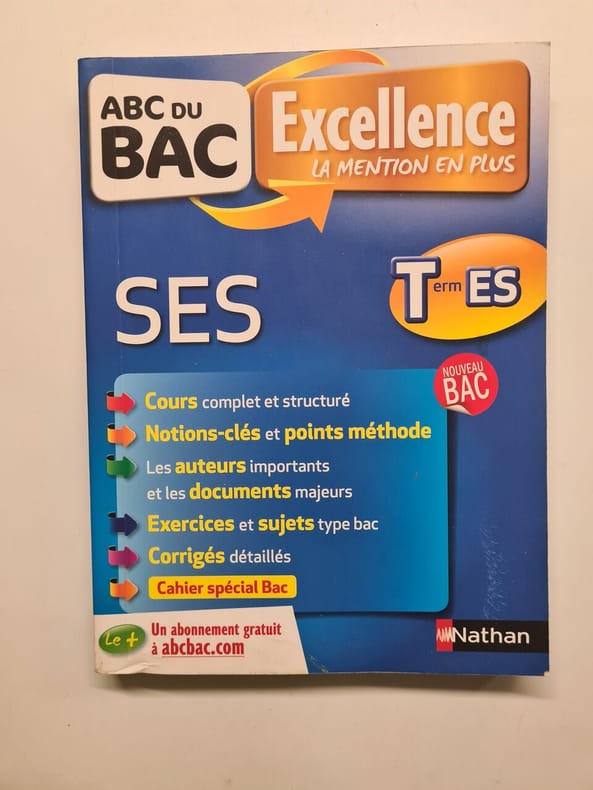 ABC DU
BAC
Excellence
LA MENTION EN PLUS
Term ES
SES
NOUVEAU
BAC
Cours complet et structuré
Notions-clés et points méthode
Les auteurs importants
et les documents majeurs
Exercices et sujets type bac
Corrigés détaillés
Cahier spécial Bac
Le +
Un abonnement gratuit
à abcbac.com
Nathan